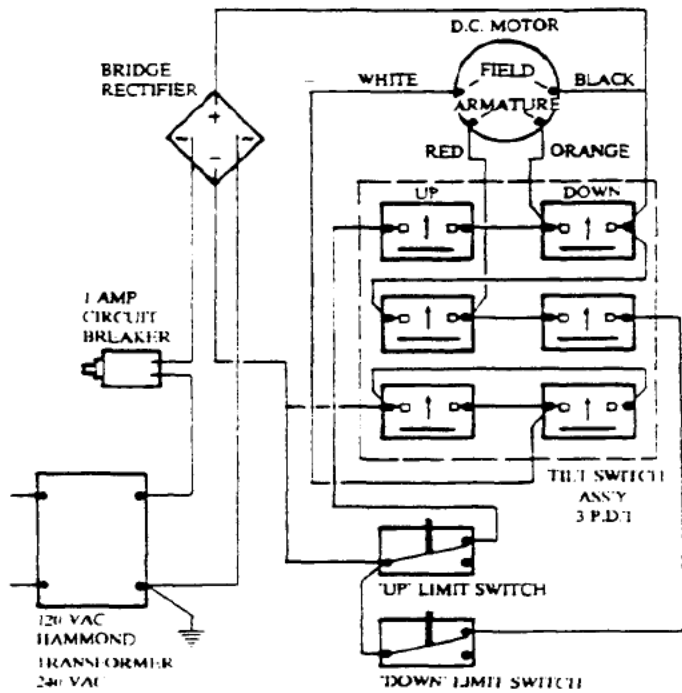 D.C. MOTOR
BRIDGE
RECTIFIER
WHITE
FIELD
BLACK
ARMATURE
RED
ORANGE
UP
DOWN
+
~ ~
-
1 AMP
CIRCUIT
BREAKER
TILT SWITCH
ASS'Y
3 P.D.T
"UP" LIMIT SWITCH
120 VAC
HAMMOND
TRANSFORMER
240 VAC
"DOWN" LIMIT SWITCH